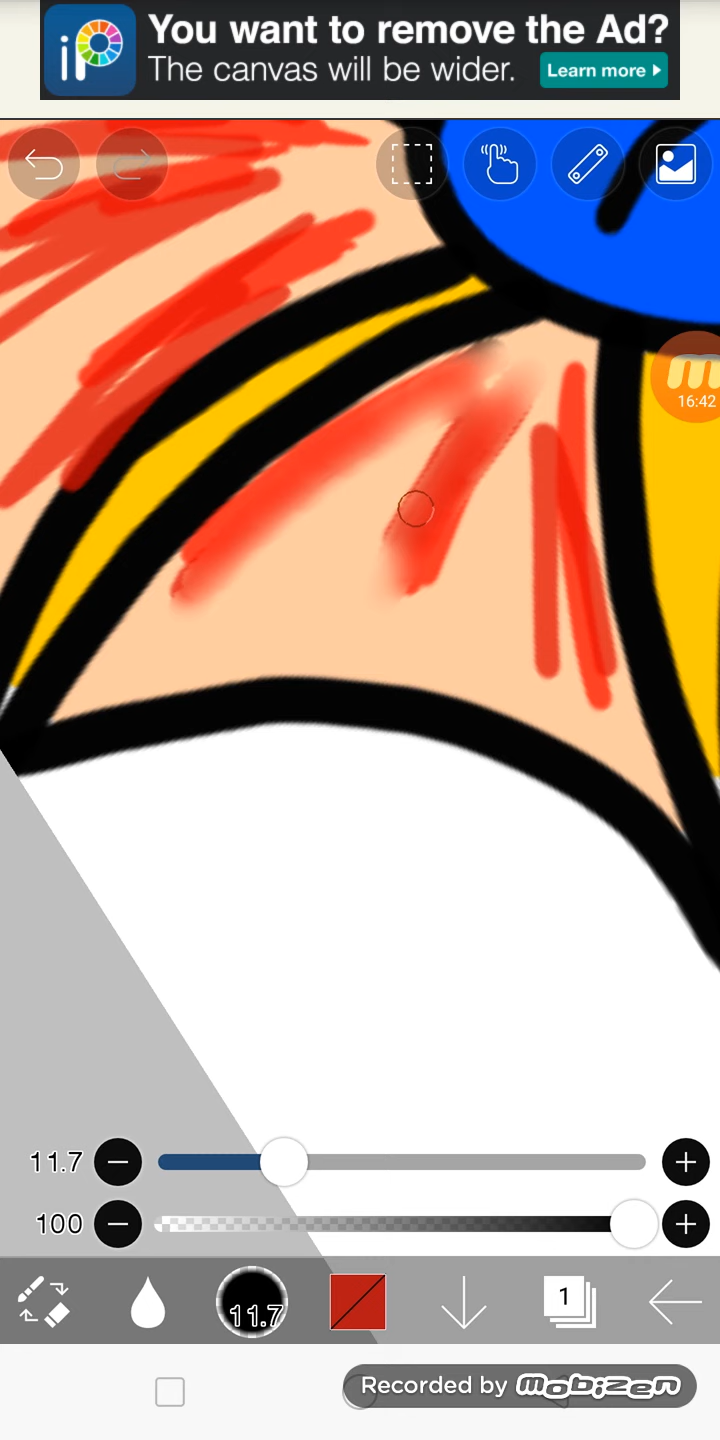 iP
You want to remove the Ad?
The canvas will be wider.
Learn more
m
16:42
11.7
100
11.7
1
Recorded by mobizen